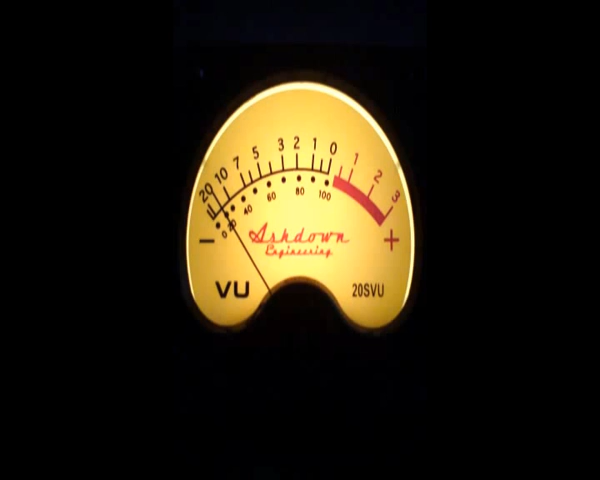 20 10 7 5 3 2 1 0 1 2 3
0 20 40 60 80 100
− +
Ashdown
Engineering
VU 20SVU